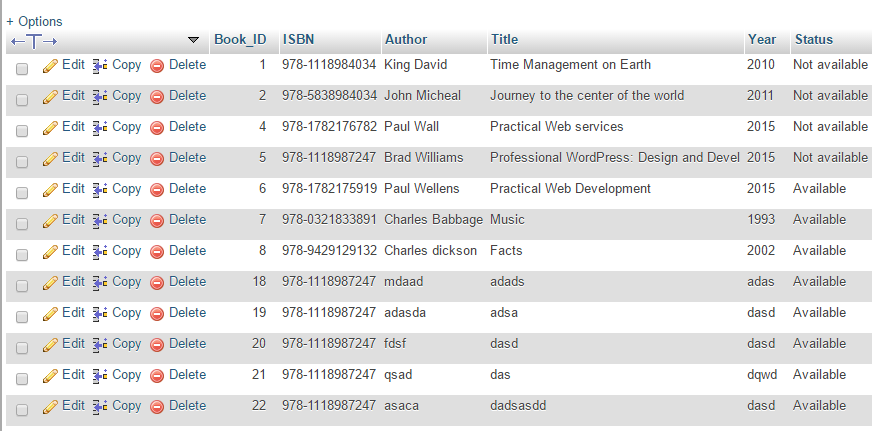 + Options
Book_ID ISBN Author Title Year Status
Edit Copy Delete 1 978-1118984034 King David Time Management on Earth 2010 Not available
Edit Copy Delete 2 978-5838984034 John Micheal Journey to the center of the world 2011 Not available
Edit Copy Delete 4 978-1782176782 Paul Wall Practical Web services 2015 Not available
Edit Copy Delete 5 978-1118987247 Brad Williams Professional WordPress: Design and Devel 2015 Not available
Edit Copy Delete 6 978-1782175919 Paul Wellens Practical Web Development 2015 Available
Edit Copy Delete 7 978-0321833891 Charles Babbage Music 1993 Available
Edit Copy Delete 8 978-9429129132 Charles dickson Facts 2002 Available
Edit Copy Delete 18 978-1118987247 mdaad adads adas Available
Edit Copy Delete 19 978-1118987247 adasda adsa dasd Available
Edit Copy Delete 20 978-1118987247 fdsf dasd dasd Available
Edit Copy Delete 21 978-1118987247 qsad das dqwd Available
Edit Copy Delete 22 978-1118987247 asaca dadsasdd dasd Available